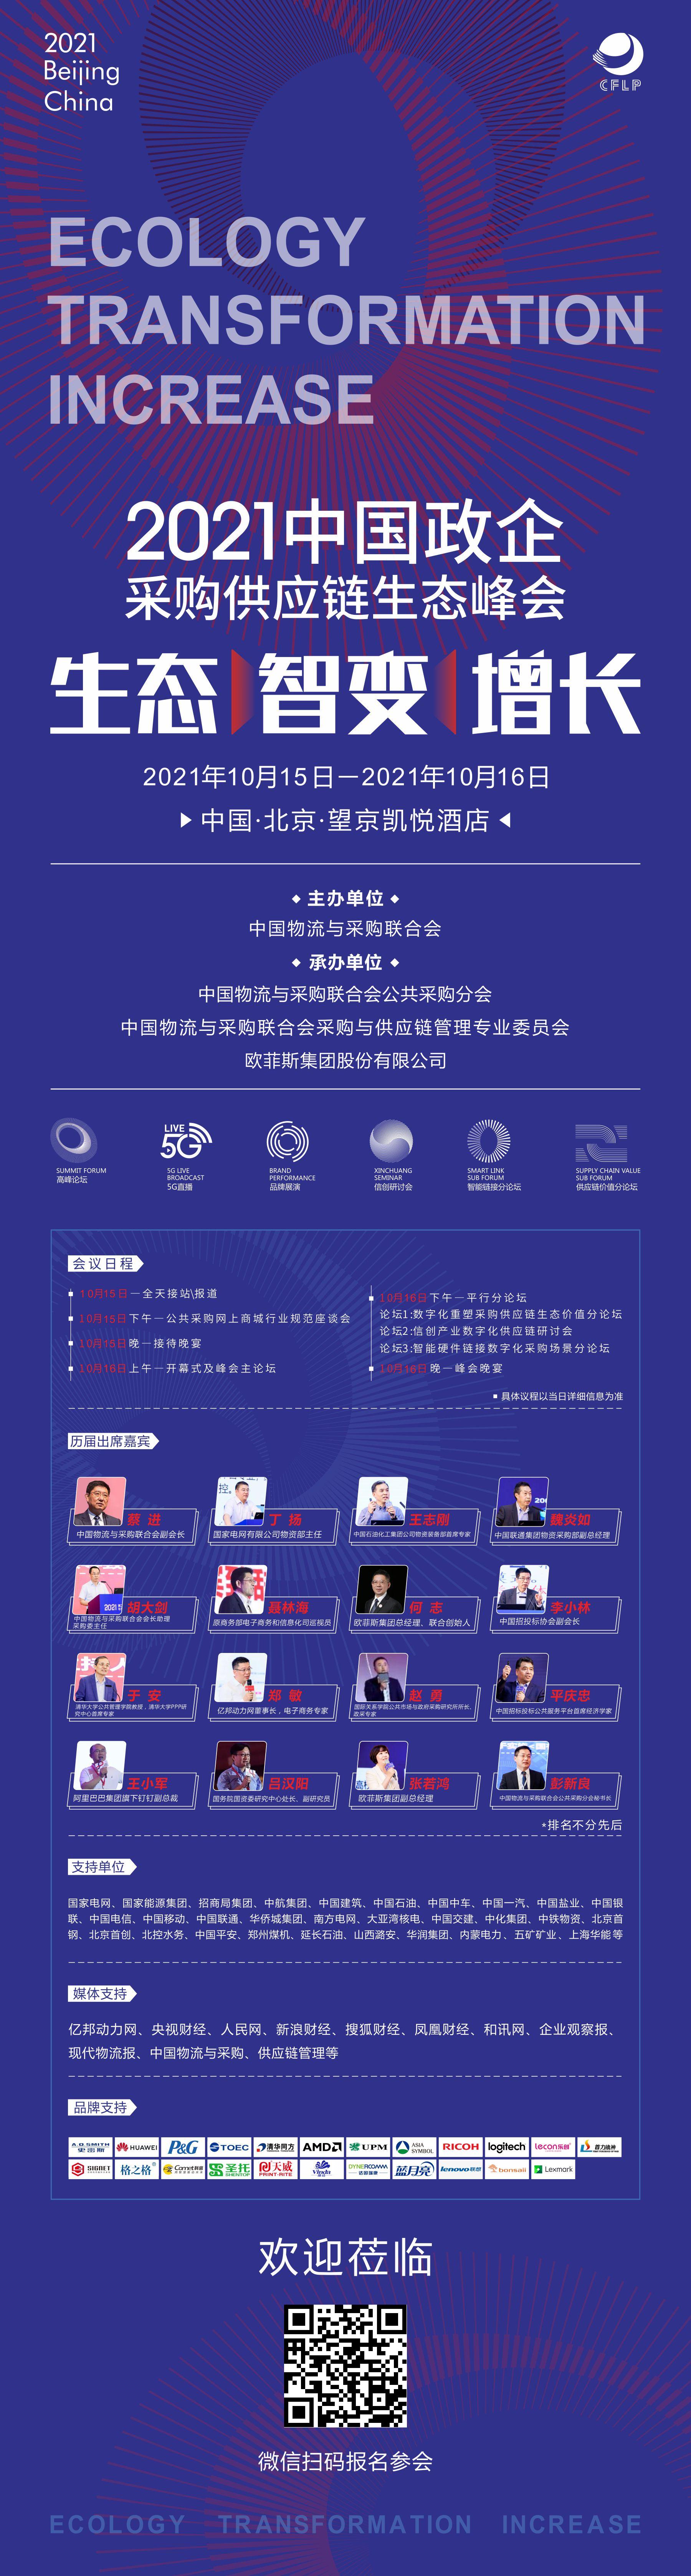 2021
Beijing
China
CFLP
ECOLOGY
TRANSFORMATION
INCREASE
2021中国政企
采购供应链生态峰会
生态 智变 增长
2021年10月15日—2021年10月16日
中国·北京·望京凯悦酒店
主办单位
中国物流与采购联合会
承办单位
中国物流与采购联合会公共采购分会
中国物流与采购联合会采购与供应链管理专业委员会
欧菲斯集团股份有限公司
SUMMIT FORUM
高峰论坛
LIVE
5G
5G LIVE
BROADCAST
5G直播
BRAND
PERFORMANCE
品牌展演
XINCHUANG
SEMINAR
信创研讨会
SMART LINK
SUB FORUM
智能链接分论坛
SUPPLY CHAIN VALUE
SUB FORUM
供应链价值分论坛
会议日程
10月15日—全天接站\报道
10月15日下午—公共采购网上商城行业规范座谈会
10月15日晚—接待晚宴
10月16日上午—开幕式及峰会主论坛
10月16日下午—平行分论坛
论坛1:数字化重塑采购供应链生态价值分论坛
论坛2:信创产业数字化供应链研讨会
论坛3:智能硬件链接数字化采购场景分论坛
10月16日晚—峰会晚宴
具体议程以当日详细信息为准
历届出席嘉宾
蔡 进
中国物流与采购联合会副会长
丁 扬
国家电网有限公司物资部主任
王志刚
中国石油化工集团公司物资装备部首席专家
魏炎如
中国联通集团物资采购部副总经理
胡大剑
中国物流与采购联合会会长助理
采购委主任
聂林海
原商务部电子商务和信息化司巡视员
何 志
欧菲斯集团总经理、联合创始人
李小林
中国招投标协会副会长
于 安
清华大学公共管理学院教授，清华大学PPP研
究中心首席专家
郑 敏
亿邦动力网董事长，电子商务专家
赵 勇
国际关系学院公共市场与政府采购研究所所长、
政采专家
平庆忠
中国招标投标公共服务平台首席经济学家
王小军
阿里巴巴集团旗下钉钉副总裁
吕汉阳
国务院国资委研究中心处长、副研究员
张若鸿
欧菲斯集团副总经理
彭新良
中国物流与采购联合会公共采购分会秘书长
*排名不分先后
支持单位
国家电网、国家能源集团、招商局集团、中航集团、中国建筑、中国石油、中国中车、中国一汽、中国盐业、中国银
联、中国电信、中国移动、中国联通、华侨城集团、南方电网、大亚湾核电、中国交建、中化集团、中铁物资、北京首
钢、北京首创、北控水务、中国平安、郑州煤机、延长石油、山西潞安、华润集团、内蒙电力、五矿矿业、上海华能等
媒体支持
亿邦动力网、央视财经、人民网、新浪财经、搜狐财经、凤凰财经、和讯网、企业观察报、
现代物流报、中国物流与采购、供应链管理等
品牌支持
A.O.SMITH 史密斯 HUAWEI P&G TOEC 清华同方 AMD UPM ASIA SYMBOL RICOH logitech lecon乐创
SIGNET 格之格 Comet 圣托 SHENTOP 天威 PRINT-RITE Vinda 蓝月亮 lenovo联想 bonsaii Lexmark
欢迎莅临
微信扫码报名参会
ECOLOGY TRANSFORMATION INCREASE